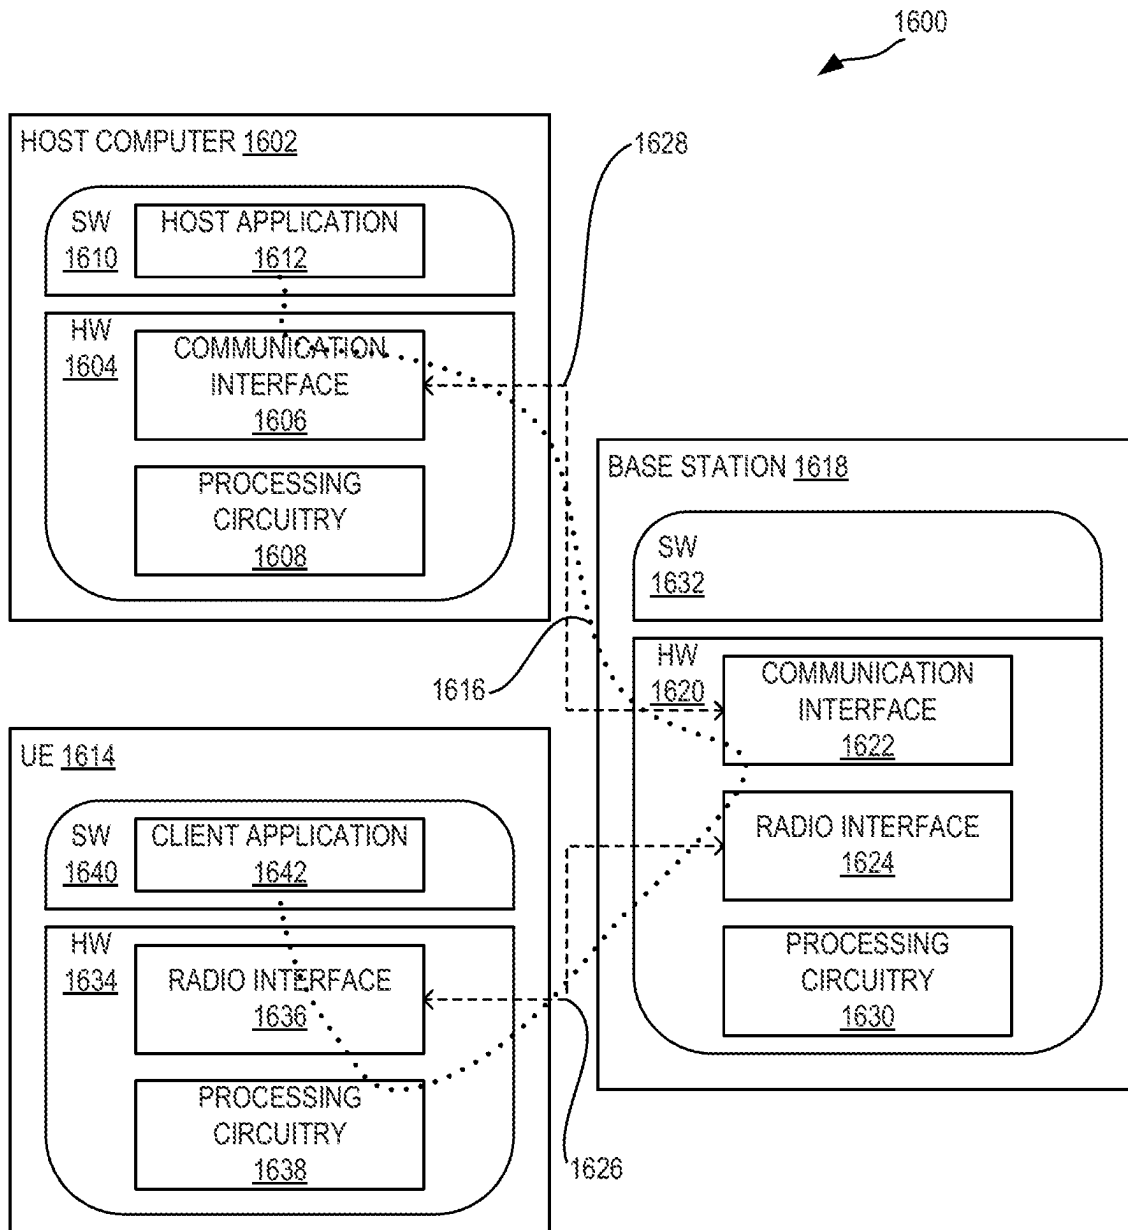 1600
HOST COMPUTER 1602
1628
SW
1610
HOST APPLICATION
1612
HW
1604
COMMUNICATION
INTERFACE
1606
PROCESSING
CIRCUITRY
1608
BASE STATION 1618
SW
1632
1616
HW
1620
COMMUNICATION
INTERFACE
1622
RADIO INTERFACE
1624
PROCESSING
CIRCUITRY
1630
UE 1614
SW
1640
CLIENT APPLICATION
1642
HW
1634
RADIO INTERFACE
1636
PROCESSING
CIRCUITRY
1638
1626